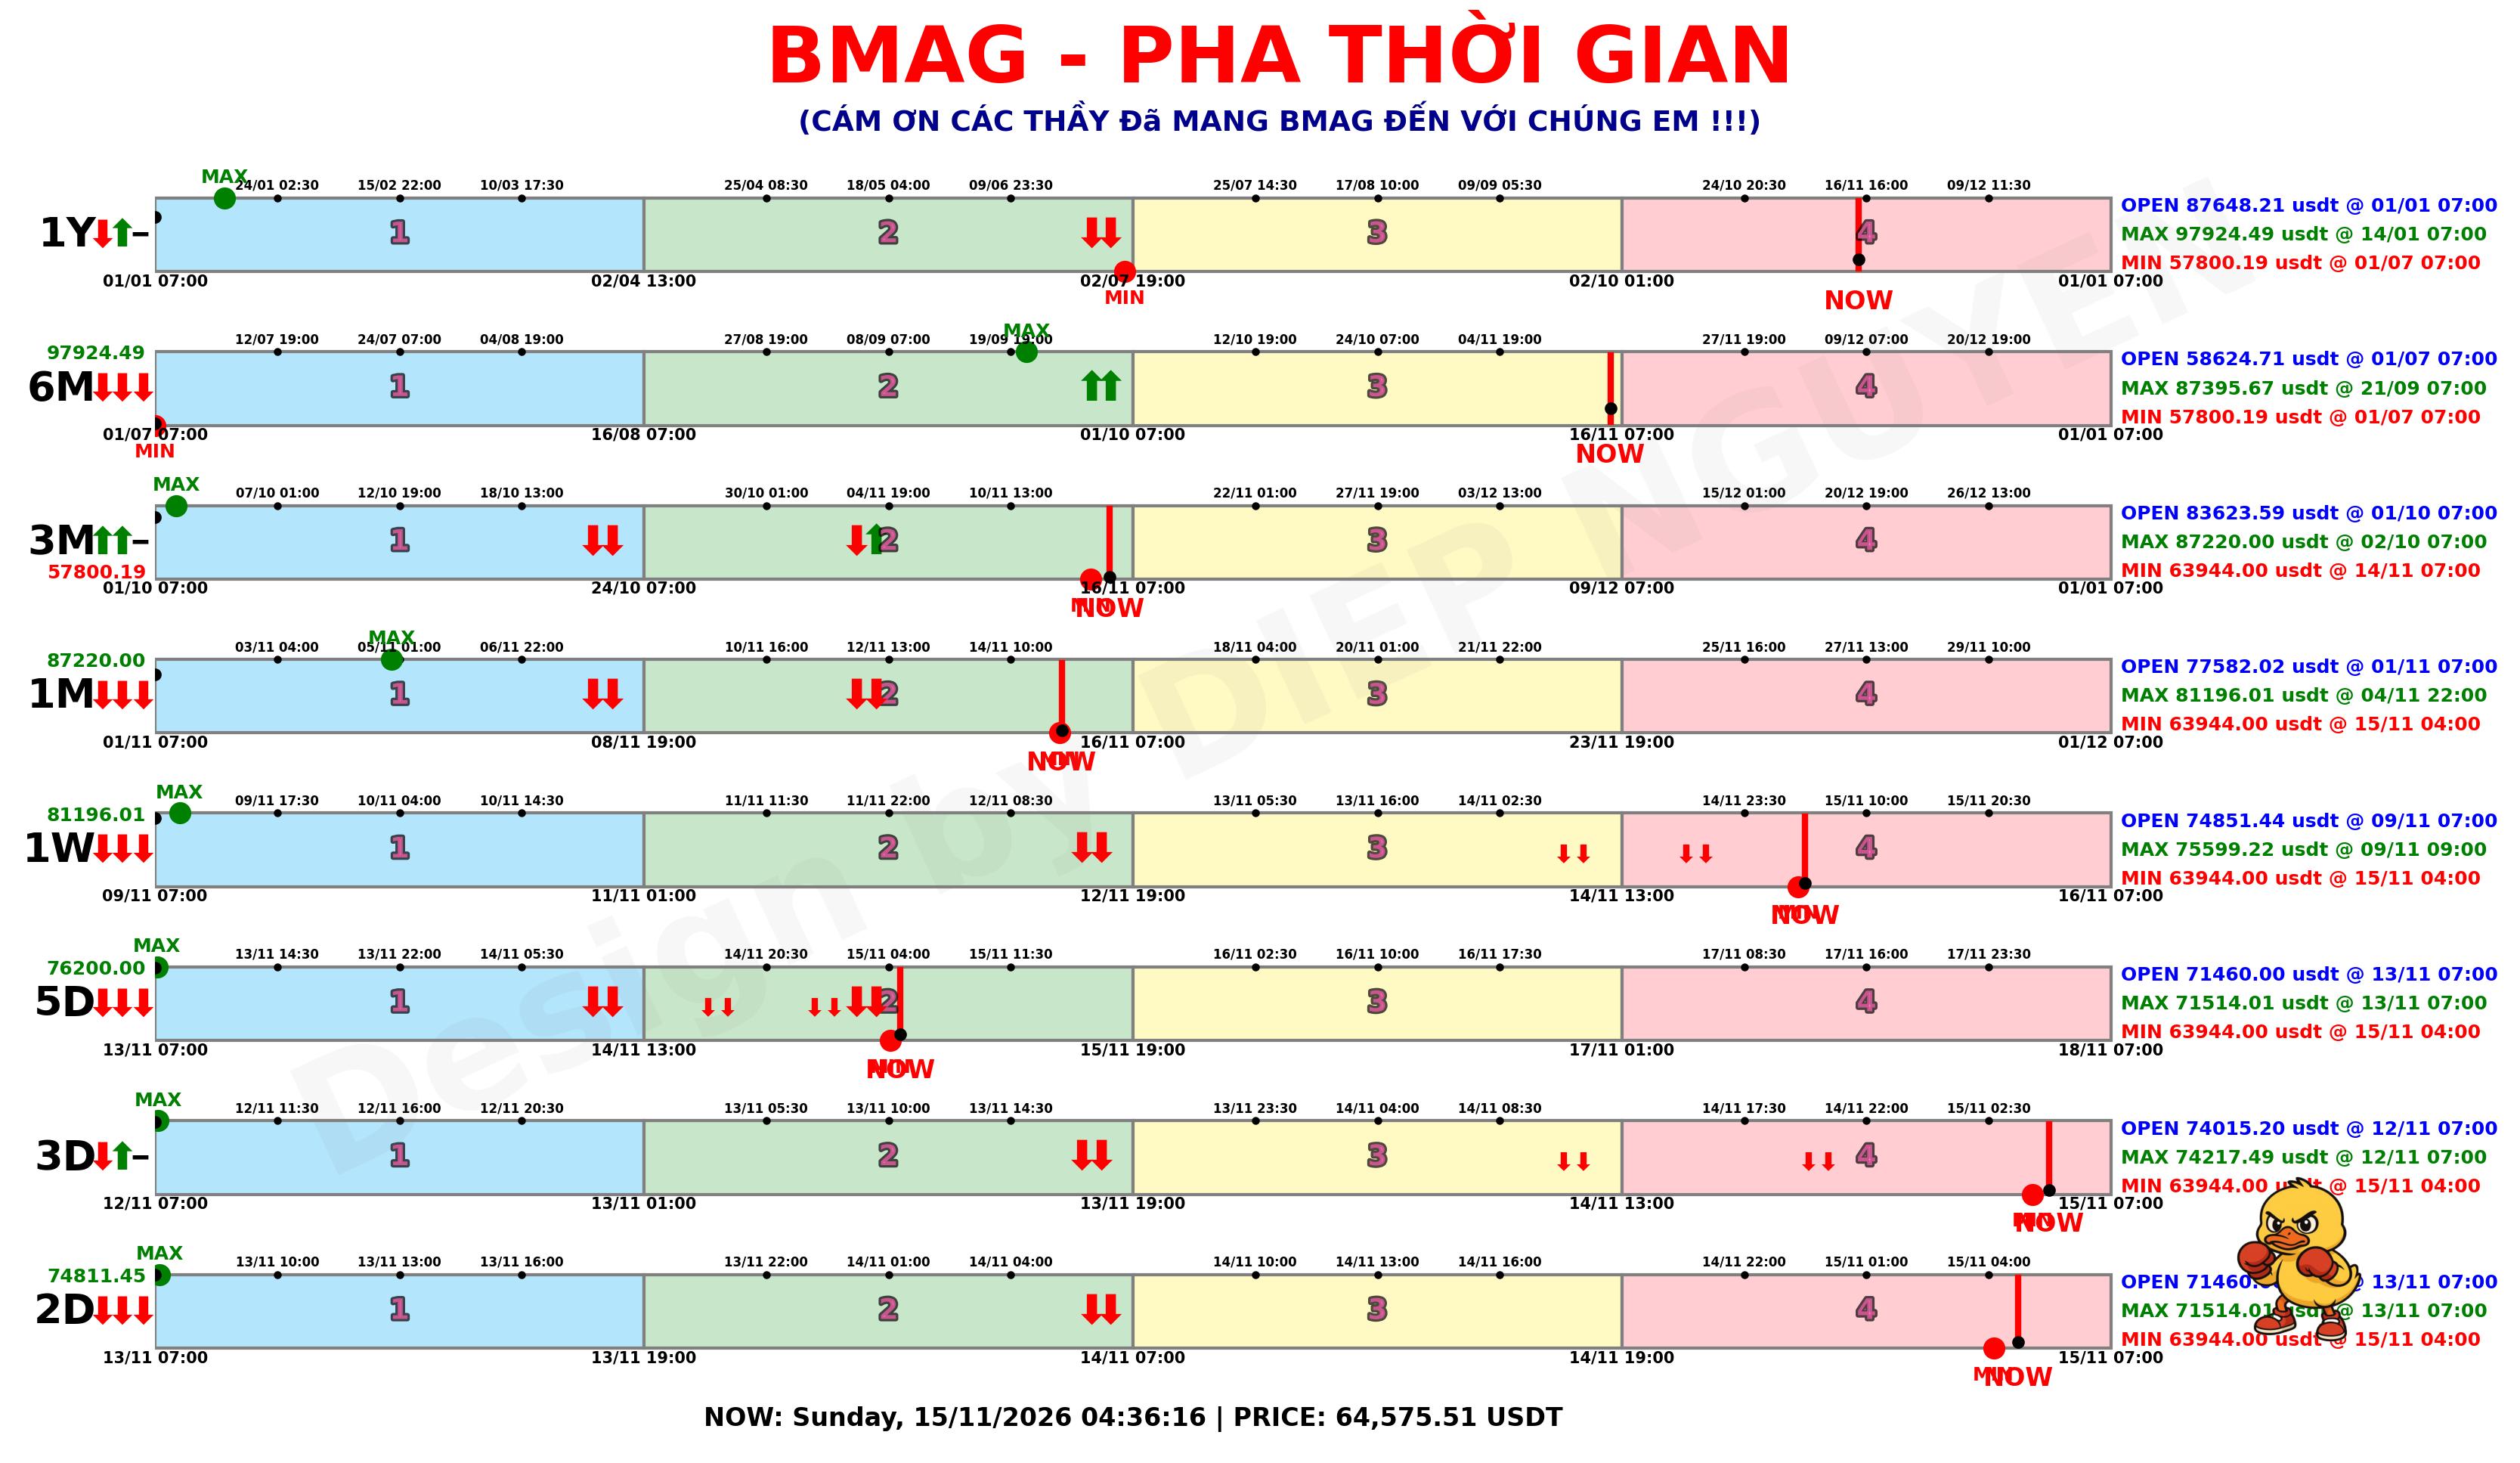 BMAG - PHA THỜI GIAN
(CÁM ƠN CÁC THẦY Đã MANG BMAG ĐẾN VỚI CHÚNG EM !!!)
MAX
24/01 02:30 15/02 22:00 10/03 17:30 25/04 08:30 18/05 04:00 09/06 23:30 25/07 14:30 17/08 10:00 09/09 05:30 24/10 20:30 16/11 16:00 09/12 11:30
1Y 1 2 3 4
OPEN 87648.21 usdt @ 01/01 07:00
MAX 97924.49 usdt @ 14/01 07:00
MIN 57800.19 usdt @ 01/07 07:00
01/01 07:00 02/04 13:00 02/07 19:00 02/10 01:00 01/01 07:00
MIN NOW
MAX
12/07 19:00 24/07 07:00 04/08 19:00 27/08 19:00 08/09 07:00 19/09 19:00 12/10 19:00 24/10 07:00 04/11 19:00 27/11 19:00 09/12 07:00 20/12 19:00
97924.49
6M 1 2 3 4
OPEN 58624.71 usdt @ 01/07 07:00
MAX 87395.67 usdt @ 21/09 07:00
MIN 57800.19 usdt @ 01/07 07:00
01/07 07:00 16/08 07:00 01/10 07:00 16/11 07:00 01/01 07:00
MIN NOW
MAX
07/10 01:00 12/10 19:00 18/10 13:00 30/10 01:00 04/11 19:00 10/11 13:00 22/11 01:00 27/11 19:00 03/12 13:00 15/12 01:00 20/12 19:00 26/12 13:00
3M 1 2 3 4
57800.19
OPEN 83623.59 usdt @ 01/10 07:00
MAX 87220.00 usdt @ 02/10 07:00
MIN 63944.00 usdt @ 14/11 07:00
01/10 07:00 24/10 07:00 16/11 07:00 09/12 07:00 01/01 07:00
MIN NOW
MAX
03/11 04:00 05/11 01:00 06/11 22:00 10/11 16:00 12/11 13:00 14/11 10:00 18/11 04:00 20/11 01:00 21/11 22:00 25/11 16:00 27/11 13:00 29/11 10:00
87220.00
1M 1 2 3 4
OPEN 77582.02 usdt @ 01/11 07:00
MAX 81196.01 usdt @ 04/11 22:00
MIN 63944.00 usdt @ 15/11 04:00
01/11 07:00 08/11 19:00 16/11 07:00 23/11 19:00 01/12 07:00
MIN NOW
MAX
09/11 17:30 10/11 04:00 10/11 14:30 11/11 11:30 11/11 22:00 12/11 08:30 13/11 05:30 13/11 16:00 14/11 02:30 14/11 23:30 15/11 10:00 15/11 20:30
81196.01
1W 1 2 3 4
OPEN 74851.44 usdt @ 09/11 07:00
MAX 75599.22 usdt @ 09/11 09:00
MIN 63944.00 usdt @ 15/11 04:00
09/11 07:00 11/11 01:00 12/11 19:00 14/11 13:00 16/11 07:00
MIN NOW
MAX
13/11 14:30 13/11 22:00 14/11 05:30 14/11 20:30 15/11 04:00 15/11 11:30 16/11 02:30 16/11 10:00 16/11 17:30 17/11 08:30 17/11 16:00 17/11 23:30
76200.00
5D 1 2 3 4
OPEN 71460.00 usdt @ 13/11 07:00
MAX 71514.01 usdt @ 13/11 07:00
MIN 63944.00 usdt @ 15/11 04:00
13/11 07:00 14/11 13:00 15/11 19:00 17/11 01:00 18/11 07:00
MIN NOW
MAX
12/11 11:30 12/11 16:00 12/11 20:30 13/11 05:30 13/11 10:00 13/11 14:30 13/11 23:30 14/11 04:00 14/11 08:30 14/11 17:30 14/11 22:00 15/11 02:30
3D 1 2 3 4
OPEN 74015.20 usdt @ 12/11 07:00
MAX 74217.49 usdt @ 12/11 07:00
MIN 63944.00 usdt @ 15/11 04:00
12/11 07:00 13/11 01:00 13/11 19:00 14/11 13:00 15/11 07:00
MIN NOW
MAX
13/11 10:00 13/11 13:00 13/11 16:00 13/11 22:00 14/11 01:00 14/11 04:00 14/11 10:00 14/11 13:00 14/11 16:00 14/11 22:00 15/11 01:00 15/11 04:00
74811.45
2D 1 2 3 4
OPEN 71460. @ 13/11 07:00
MAX 71514.01 usdt @ 13/11 07:00
MIN 63944.00 usdt @ 15/11 04:00
13/11 07:00 13/11 19:00 14/11 07:00 14/11 19:00 15/11 07:00
MIN NOW
NOW: Sunday, 15/11/2026 04:36:16 | PRICE: 64,575.51 USDT
Design by DIEP NGUYEN